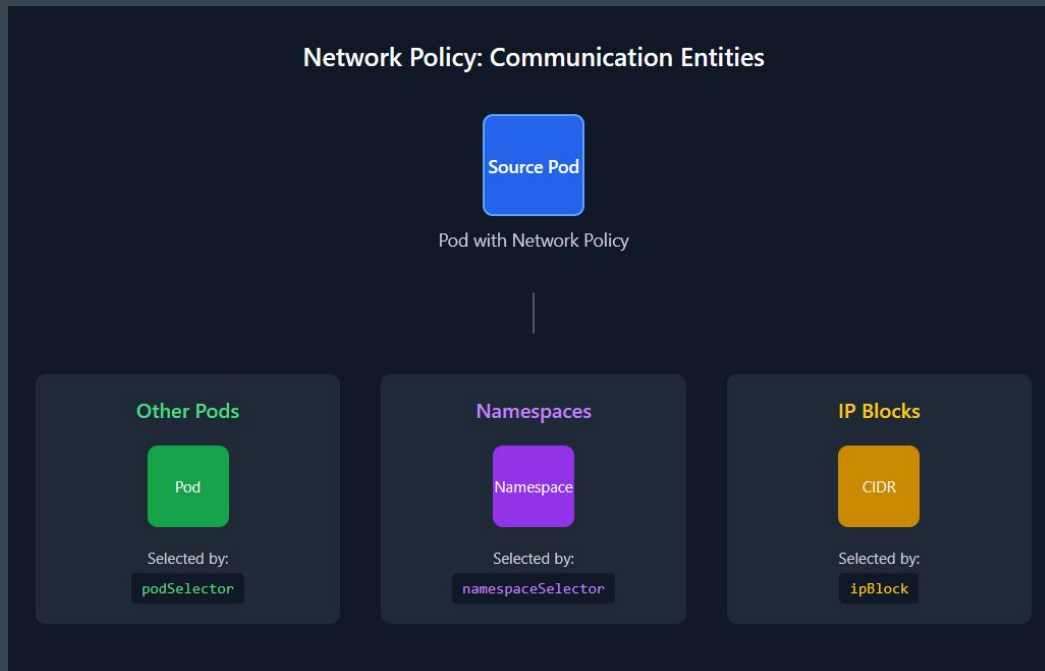 Network Policy: Communication Entities
Source Pod
Pod with Network Policy
Other Pods
Pod
Selected by:
podSelector
Namespaces
Namespace
Selected by:
namespaceSelector
IP Blocks
CIDR
Selected by:
ipBlock